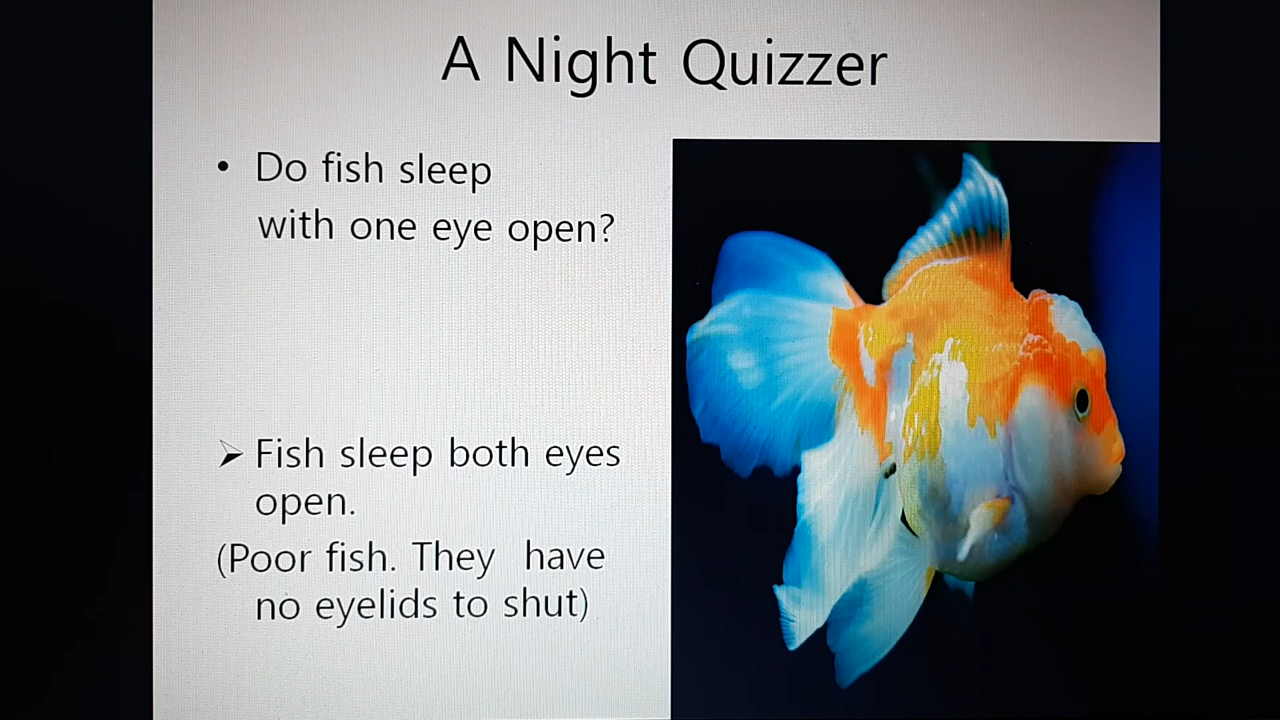 A Night Quizzer
• Do fish sleep
with one eye open?
➢ Fish sleep both eyes
open.
(Poor fish. They have
no eyelids to shut)